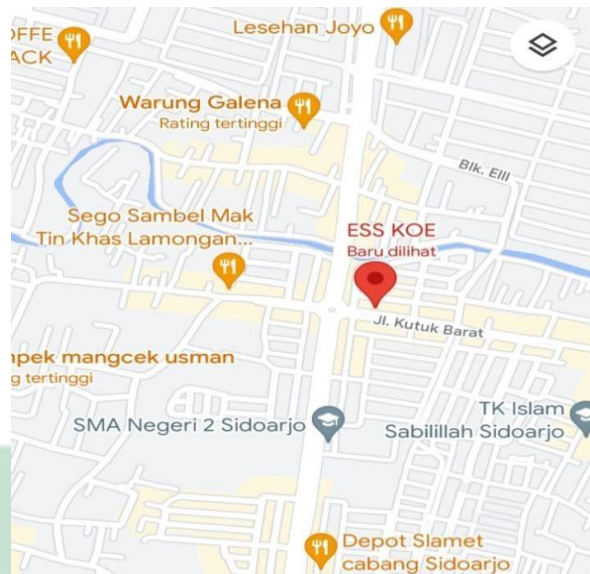 Lesehan Joyo
OFFE
ACK
Warung Galena
Rating tertinggi
Blk. EIII
Sego Sambel Mak
Tin Khas Lamongan...
ESS KOE
Baru dilihat
Jl. Kutuk Barat
npek mangcek usman
g tertinggi
SMA Negeri 2 Sidoarjo
TK Islam
Sabilillah Sidoarjo
Depot Slamet
cabang Sidoarjo